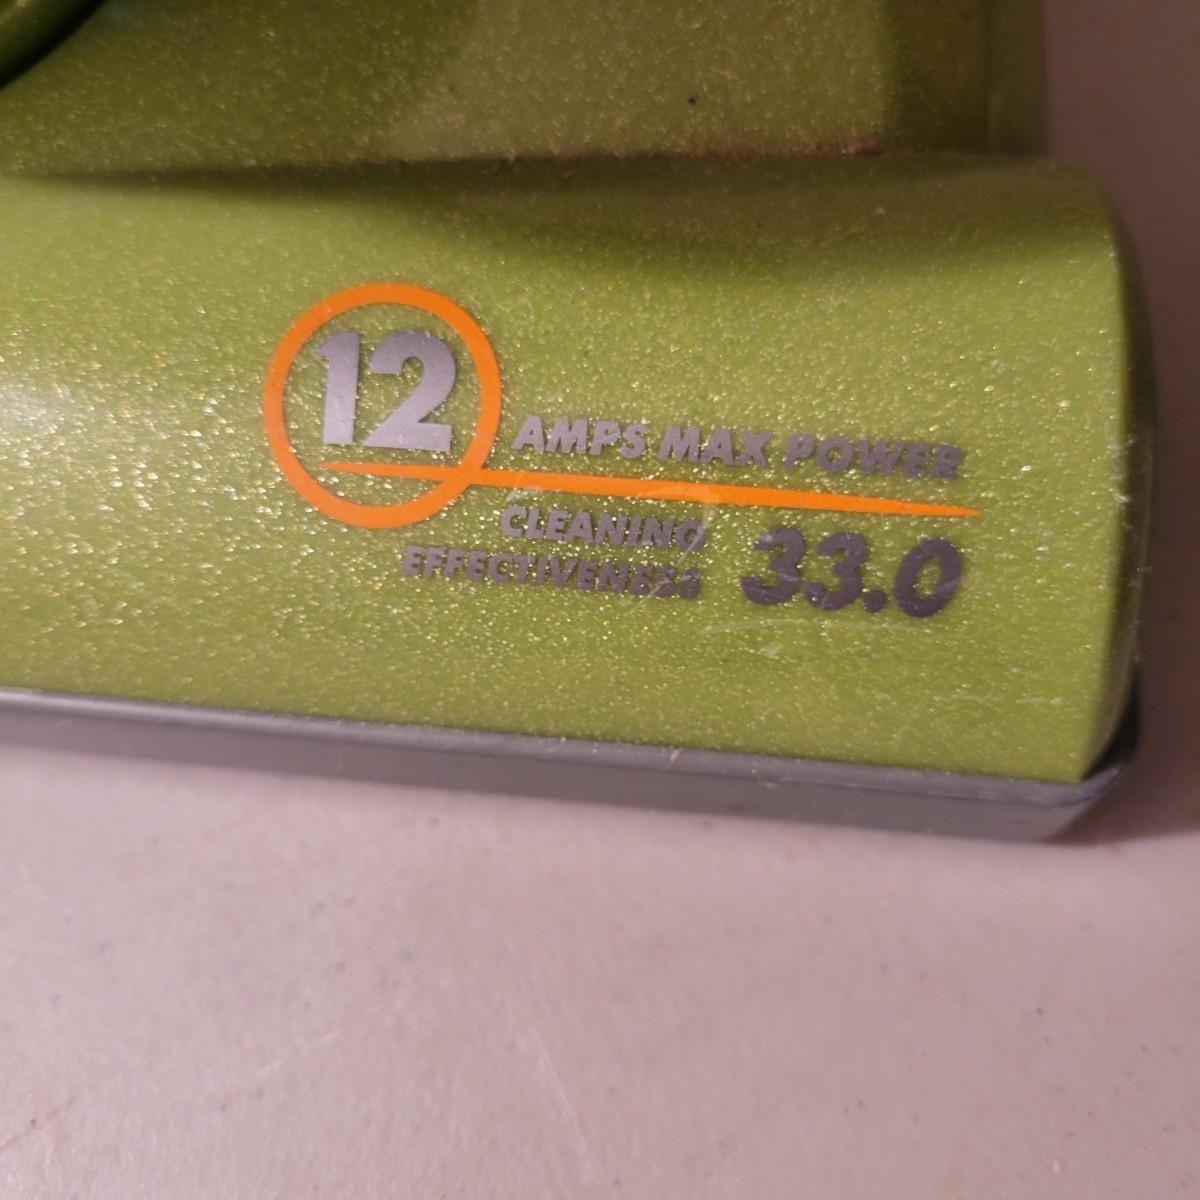 12
AMPS MAX POWER
CLEANING
EFFECTIVENESS
33.0